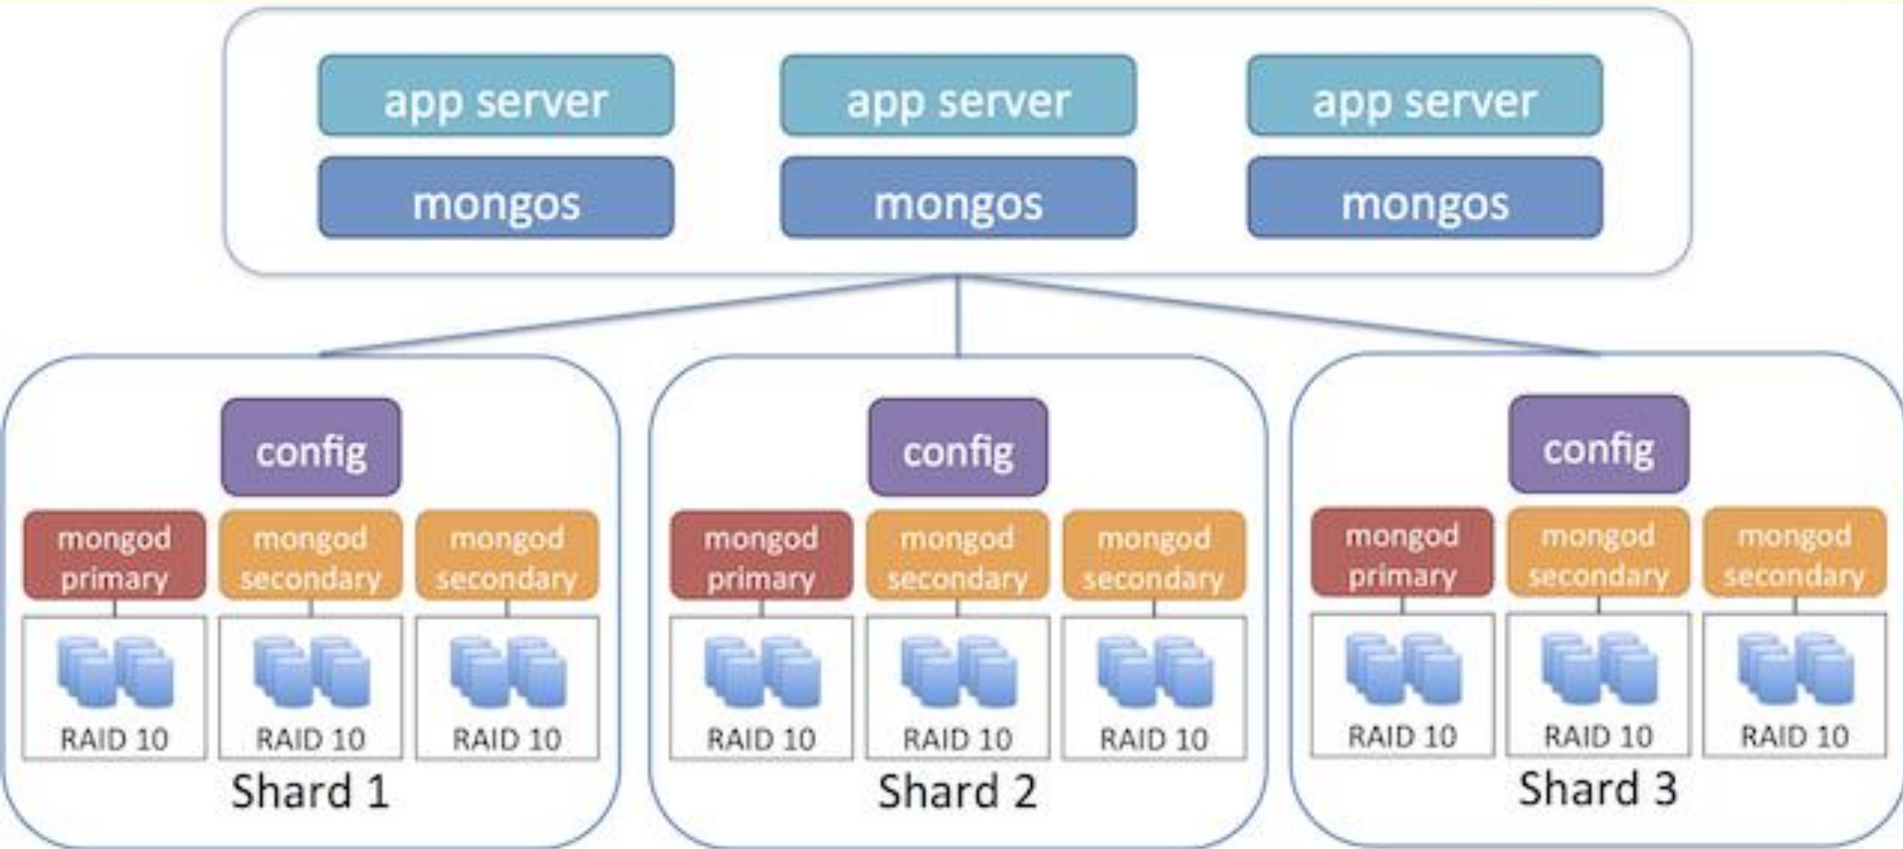 app server
app server
app server
mongos
mongos
mongos
config
mongod
primary
mongod
secondary
mongod
secondary
RAID 10
RAID 10
RAID 10
Shard 1
config
mongod
primary
mongod
secondary
mongod
secondary
RAID 10
RAID 10
RAID 10
Shard 2
config
mongod
primary
mongod
secondary
mongod
secondary
RAID 10
RAID 10
RAID 10
Shard 3